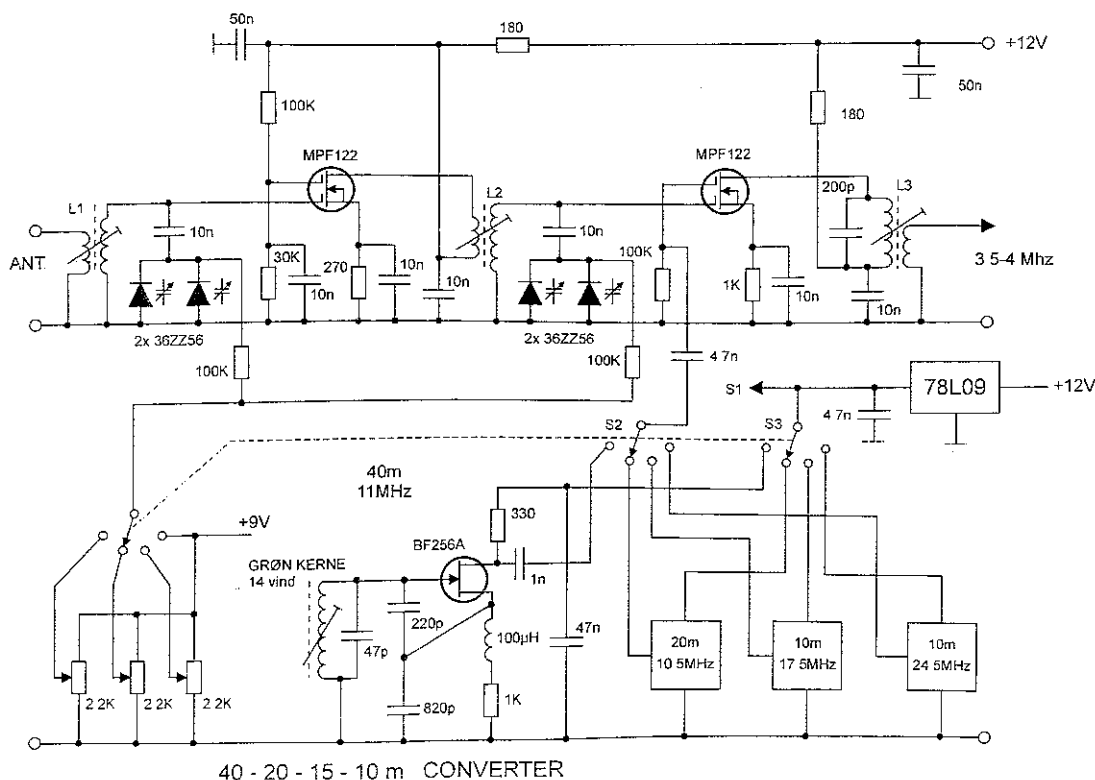 50n
180
+12V
50n
100K
180
MPF122
MPF122
L1
L2
200p
L3
10n
10n
ANT.
30K
10n
270
10n
10n
100K
1K
10n
10n
3 5-4 Mhz
2x 36ZZ56
2x 36ZZ56
100K
100K
4 7n
S1
78L09
+12V
4 7n
S2
S3
40m
11MHz
+9V
330
BF256A
1n
GRØN KERNE
14 vind
220p
47p
100µH
47n
820p
1K
20m
10 5MHz
10m
17 5MHz
10m
24 5MHz
2 2K
2 2K
2 2K
40 - 20 - 15 - 10 m CONVERTER